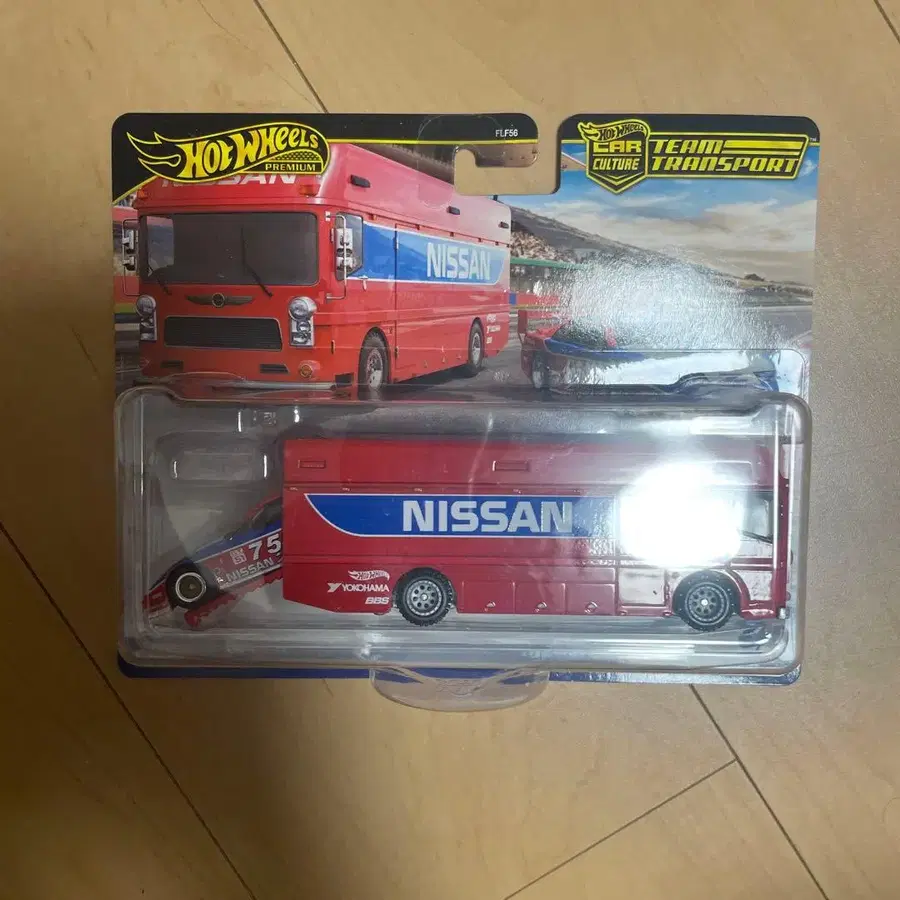 HOT WHEELS
PREMIUM
FLF56
HOT WHEELS
CAR
CULTURE
TEAM
TRANSPORT
™
NISSAN
NISSAN
NISSAN
75
NISSAN
HOT WHEELS
YOKOHAMA
BBS